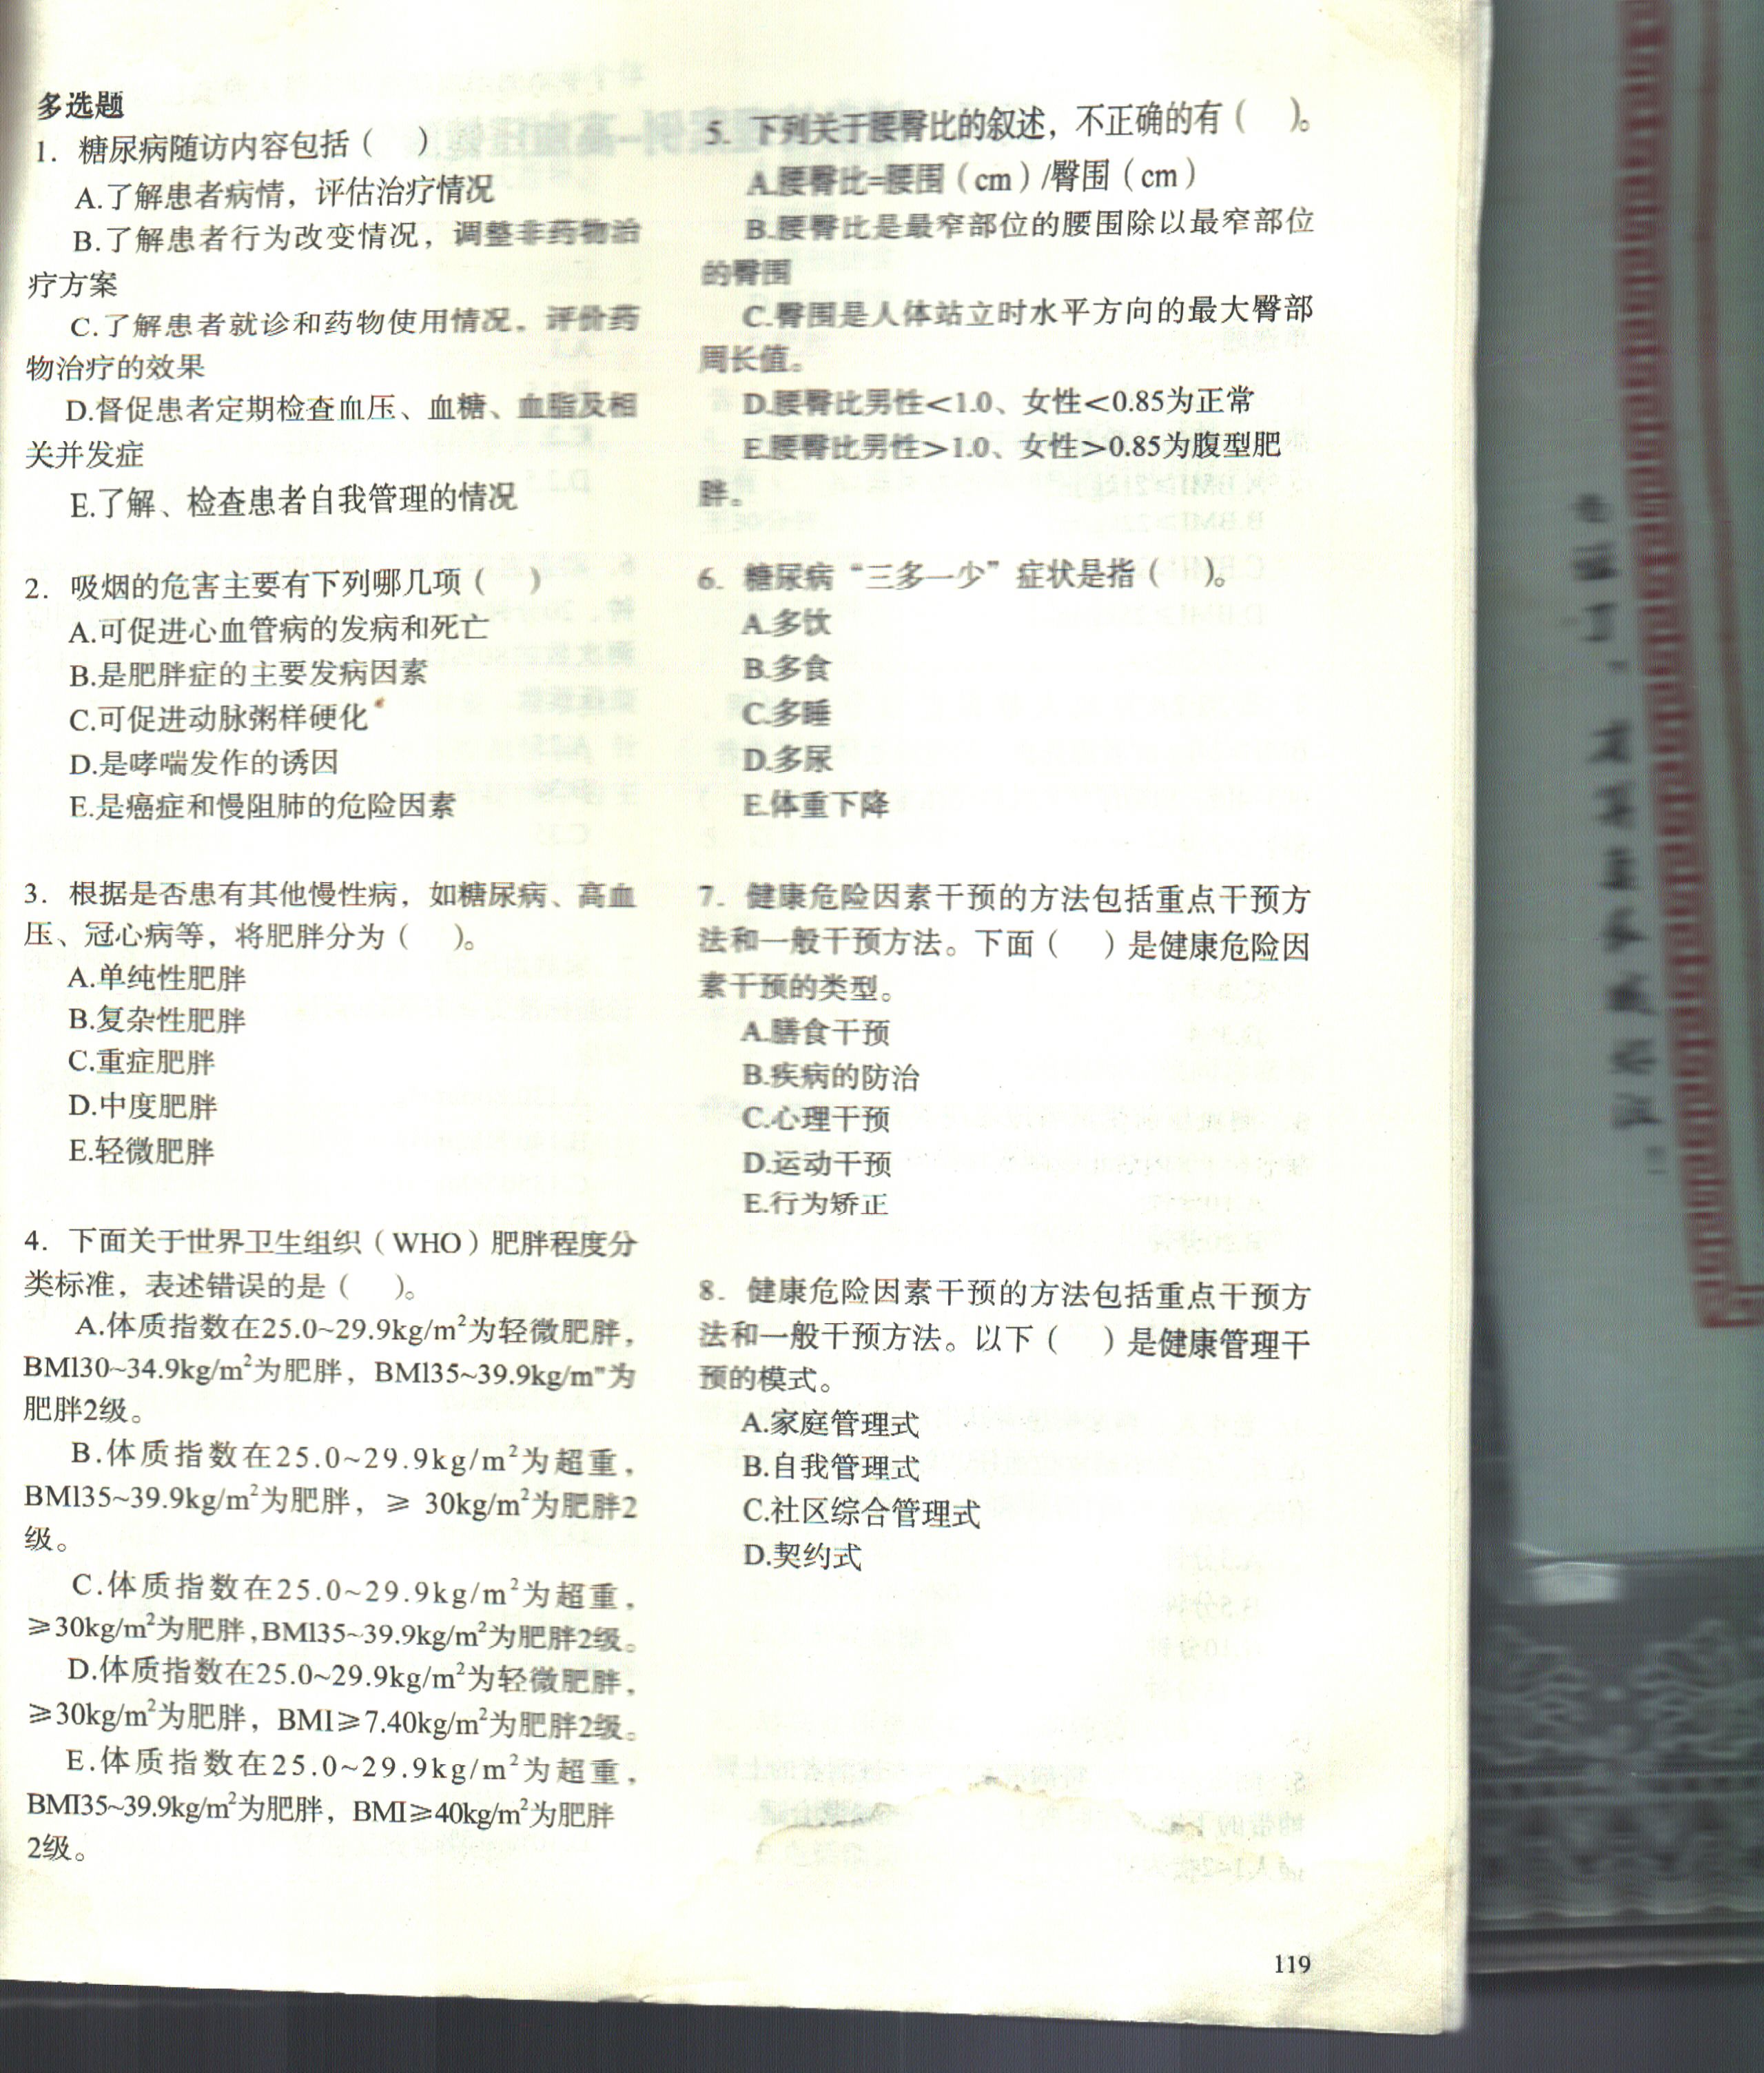 多选题
1. 糖尿病随访内容包括（ ）
A.了解患者病情，评估治疗情况
B.了解患者行为改变情况，调整非药物治
疗方案
C.了解患者就诊和药物使用情况，评价药
物治疗的效果
D.督促患者定期检查血压、血糖、血脂及相
关并发症
E.了解、检查患者自我管理的情况
2. 吸烟的危害主要有下列哪几项（ ）
A.可促进心血管病的发病和死亡
B.是肥胖症的主要发病因素
C.可促进动脉粥样硬化
D.是哮喘发作的诱因
E.是癌症和慢阻肺的危险因素
3. 根据是否患有其他慢性病，如糖尿病、高血
压、冠心病等，将肥胖分为（ ）。
A.单纯性肥胖
B.复杂性肥胖
C.重症肥胖
D.中度肥胖
E.轻微肥胖
4. 下面关于世界卫生组织（WHO）肥胖程度分
类标准，表述错误的是（ ）。
A.体质指数在25.0~29.9kg/m²为轻微肥胖，
BMl30~34.9kg/m²为肥胖，BMl35~39.9kg/m"为
肥胖2级。
B.体质指数在25.0~29.9kg/m²为超重，
BMl35~39.9kg/m²为肥胖，≥ 30kg/m²为肥胖2
级。
C.体质指数在25.0~29.9kg/m²为超重，
≥30kg/m²为肥胖,BMl35~39.9kg/m²为肥胖2级。
D.体质指数在25.0~29.9kg/m²为轻微肥胖，
≥30kg/m²为肥胖，BMI≥7.40kg/m²为肥胖2级。
E.体质指数在25.0~29.9kg/m²为超重，
BMI35~39.9kg/m²为肥胖，BMI≥40kg/m²为肥胖
2级。
5. 下列关于腰臀比的叙述，不正确的有（ ）。
A.腰臀比=腰围（cm）/臀围（cm）
B.腰臀比是最窄部位的腰围除以最窄部位
的臀围
C.臀围是人体站立时水平方向的最大臀部
周长值。
D.腰臀比男性<1.0、女性<0.85为正常
E.腰臀比男性>1.0、女性>0.85为腹型肥
胖。
6. 糖尿病“三多一少”症状是指（ ）。
A.多饮
B.多食
C.多睡
D.多尿
E.体重下降
7. 健康危险因素干预的方法包括重点干预方
法和一般干预方法。下面（ ）是健康危险因
素干预的类型。
A.膳食干预
B.疾病的防治
C.心理干预
D.运动干预
E.行为矫正
8. 健康危险因素干预的方法包括重点干预方
法和一般干预方法。以下（ ）是健康管理干
预的模式。
A.家庭管理式
B.自我管理式
C.社区综合管理式
D.契约式
119